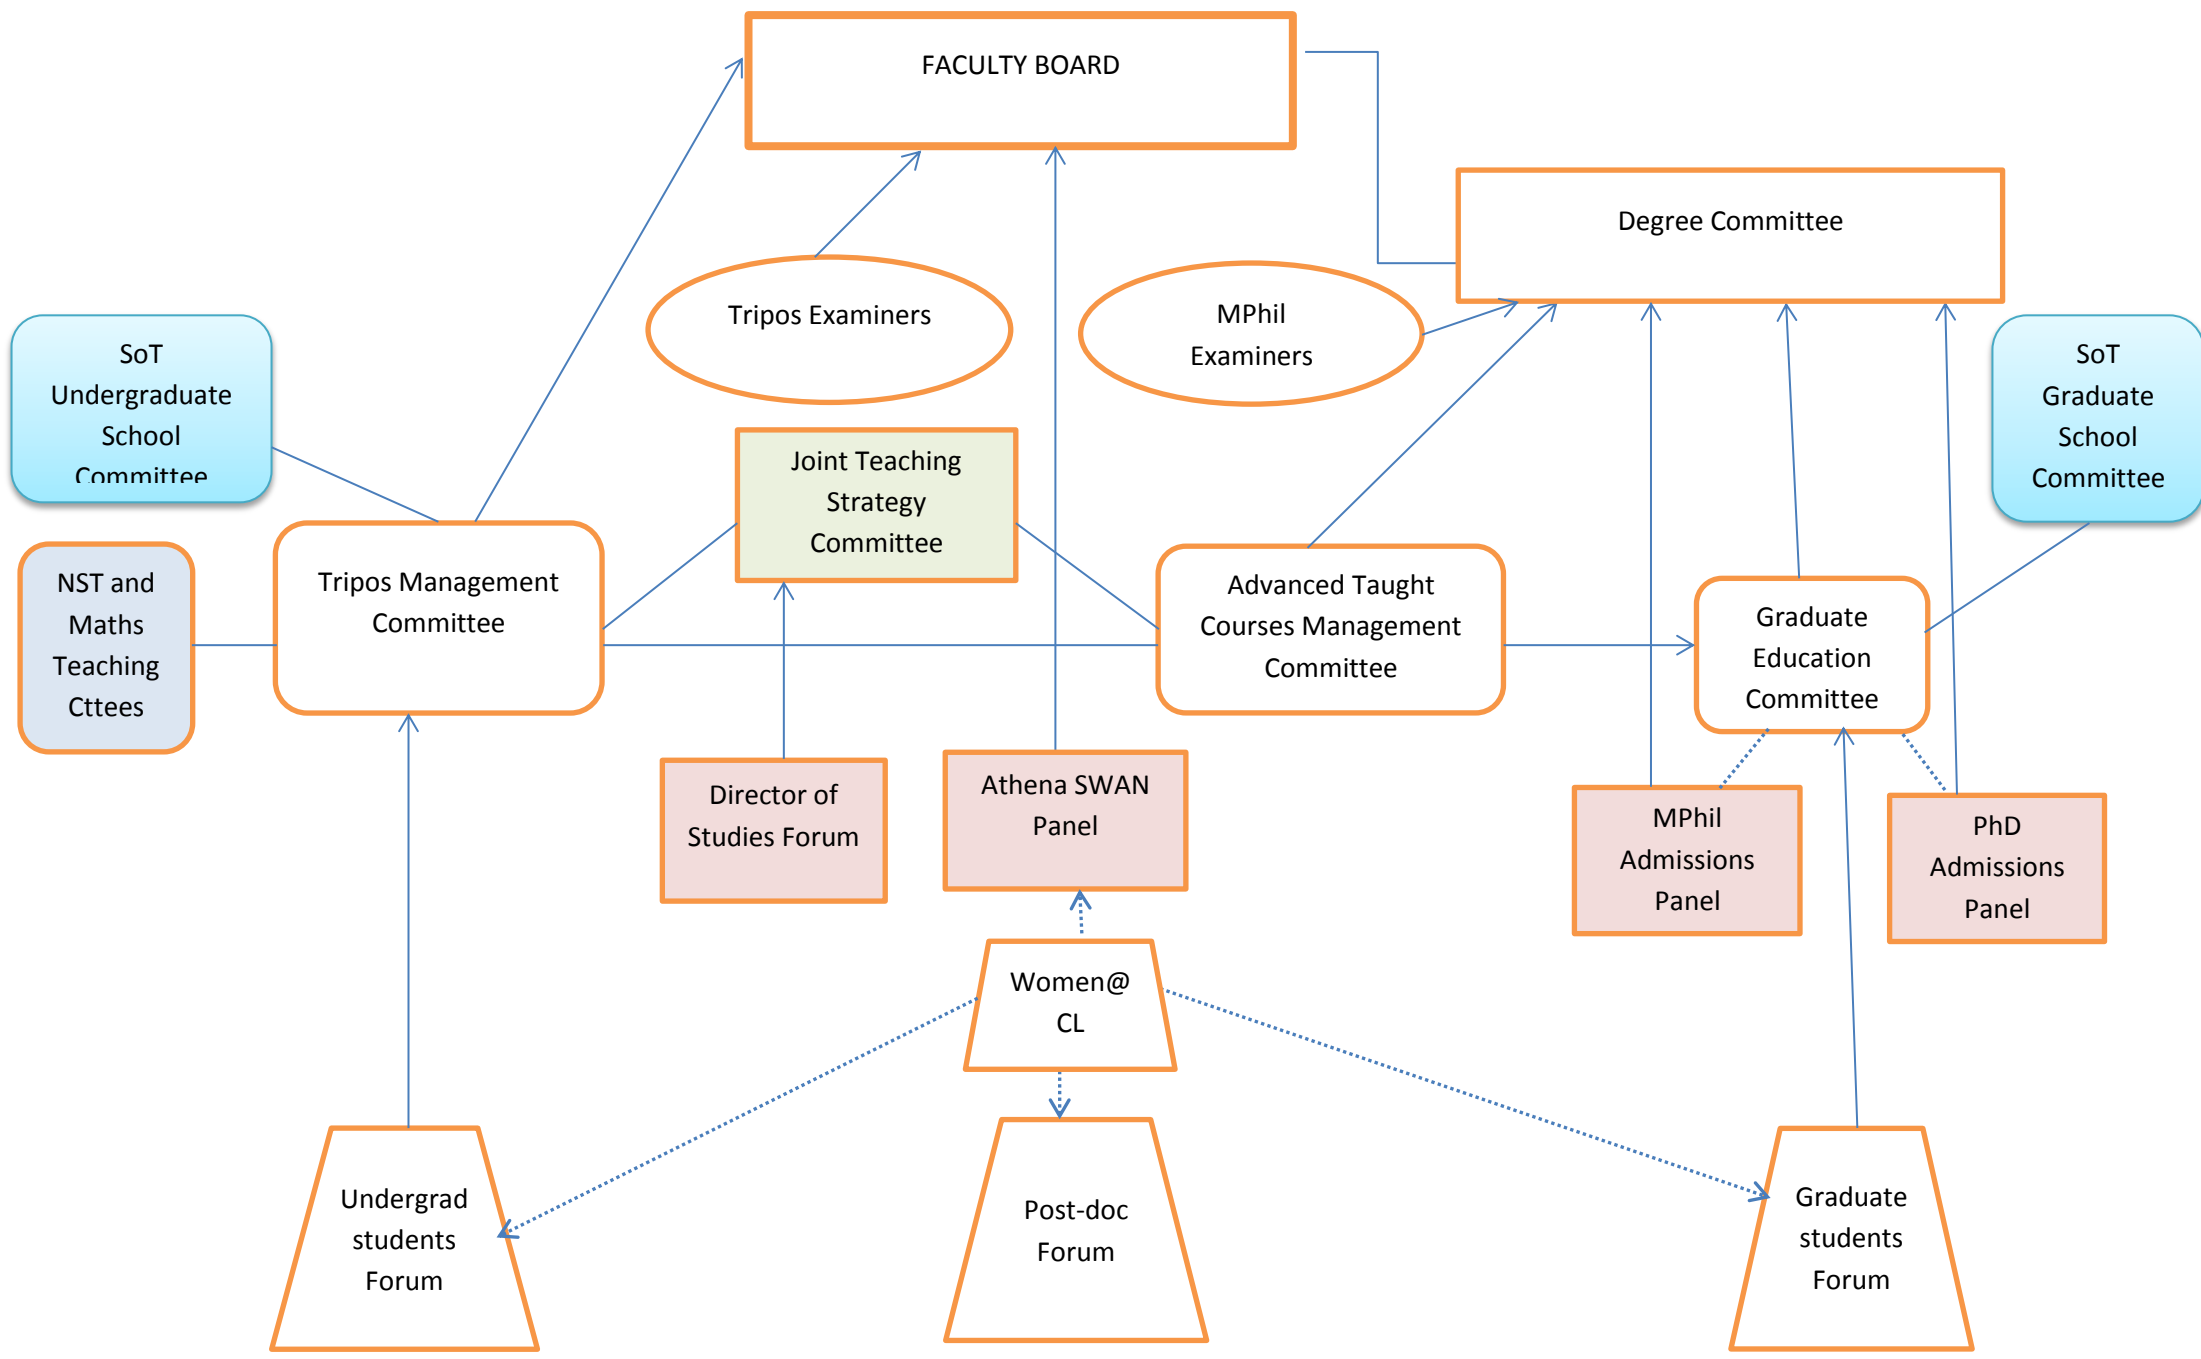 FACULTY BOARD
Degree Committee
Tripos Examiners
MPhil
Examiners
SoT
Undergraduate
School
Committee
SoT
Graduate
School
Committee
Joint Teaching
Strategy
Committee
NST and
Maths
Teaching
Cttees
Tripos Management
Committee
Advanced Taught
Courses Management
Committee
Graduate
Education
Committee
Director of
Studies Forum
Athena SWAN
Panel
MPhil
Admissions
Panel
PhD
Admissions
Panel
Women@
CL
Undergrad
students
Forum
Post-doc
Forum
Graduate
students
Forum